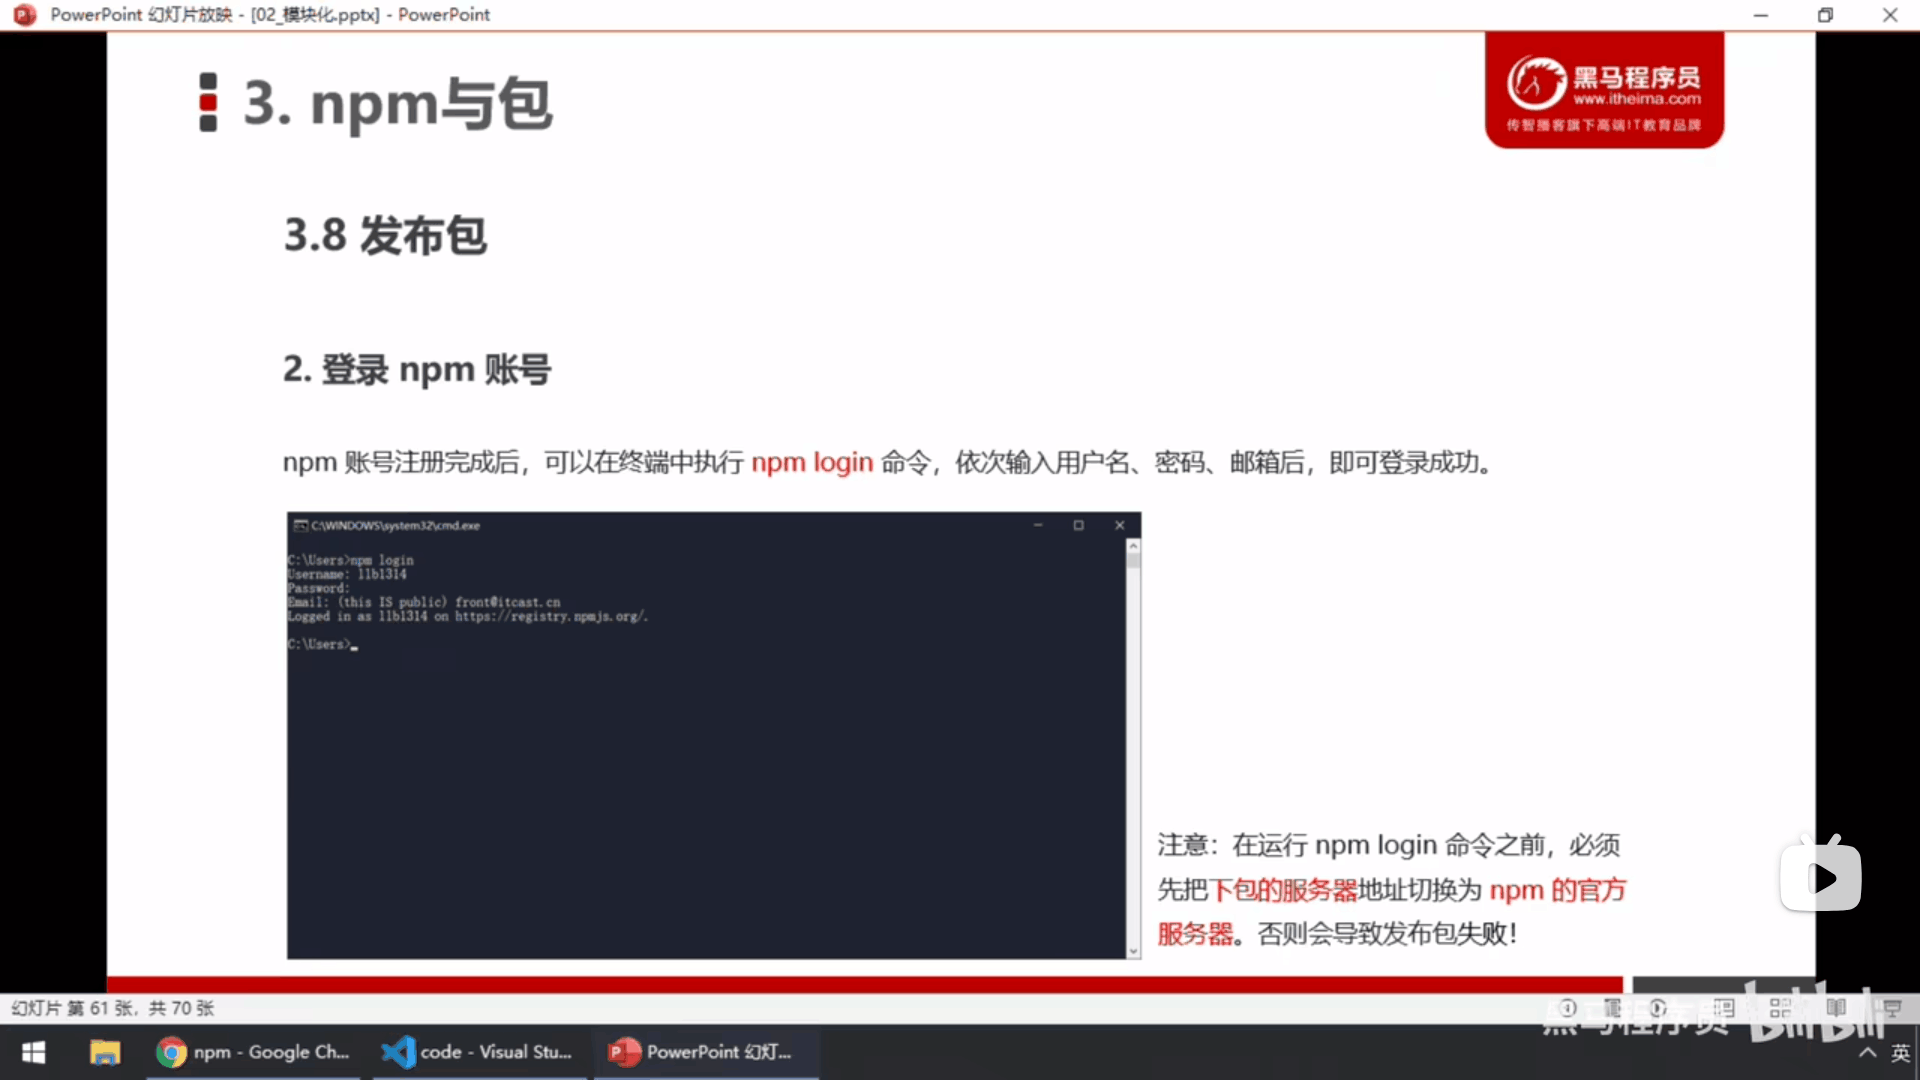 PowerPoint 幻灯片放映 - [02_模块化.pptx] - PowerPoint
3. npm与包
黑马程序员
www.itheima.com
传智播客旗下高端IT教育品牌
3.8 发布包
2. 登录 npm 账号
npm 账号注册完成后，可以在终端中执行 npm login 命令，依次输入用户名、密码、邮箱后，即可登录成功。
C:\WINDOWS\system32\cmd.exe
C:\Users>npm login
Username: llb1314
Password:
Email: (this IS public) front@itcast.cn
Logged in as llb1314 on https://registry.npmjs.org/.
C:\Users>
注意：在运行 npm login 命令之前，必须
先把下包的服务器地址切换为 npm 的官方
服务器。否则会导致发布包失败！
幻灯片 第 61 张，共 70 张
黑马程序员 bilibili
npm - Google Ch...
code - Visual Stu...
PowerPoint 幻灯...
英